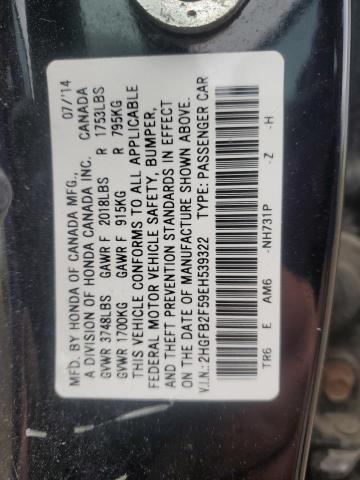 MFD. BY HONDA OF CANADA MFG., 07/'14
A DIVISION OF HONDA CANADA INC. CANADA
GVWR 3748LBS GAWR F 2018LBS R 1753LBS
GVWR 1700KG GAWR F 915KG R 795KG
THIS VEHICLE CONFORMS TO ALL APPLICABLE
FEDERAL MOTOR VEHICLE SAFETY, BUMPER,
AND THEFT PREVENTION STANDARDS IN EFFECT
ON THE DATE OF MANUFACTURE SHOWN ABOVE.
V.I.N.: 2HGFB2F59EH539322 TYPE: PASSENGER CAR
TR6 E AM6 -NH731P -Z -H